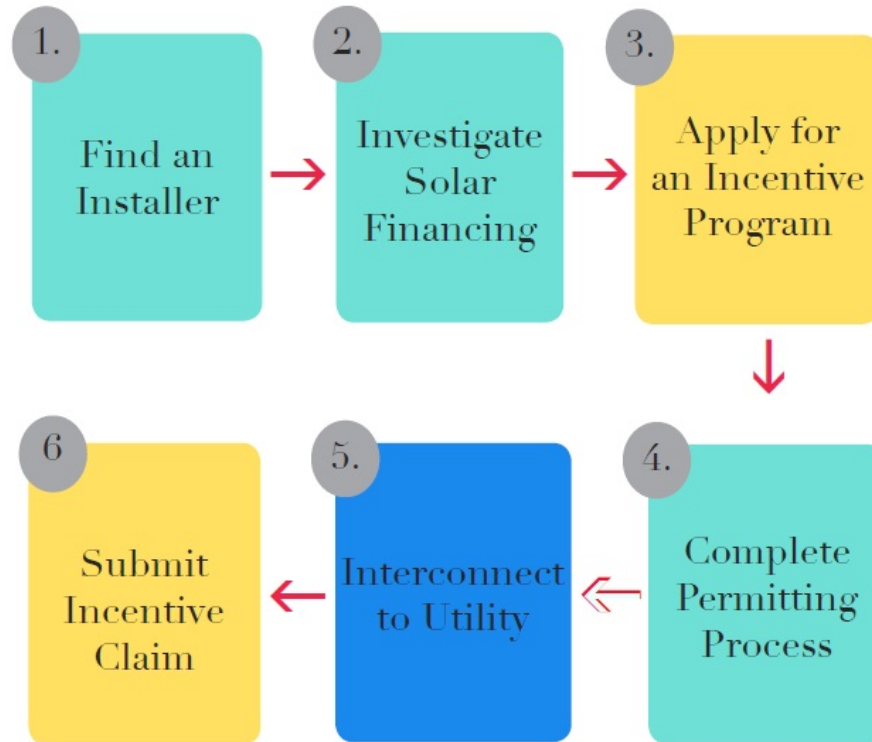 1.
Find an
Installer
2.
Investigate
Solar
Financing
3.
Apply for
an Incentive
Program
4.
Complete
Permitting
Process
5.
Interconnect
to Utility
6
Submit
Incentive
Claim